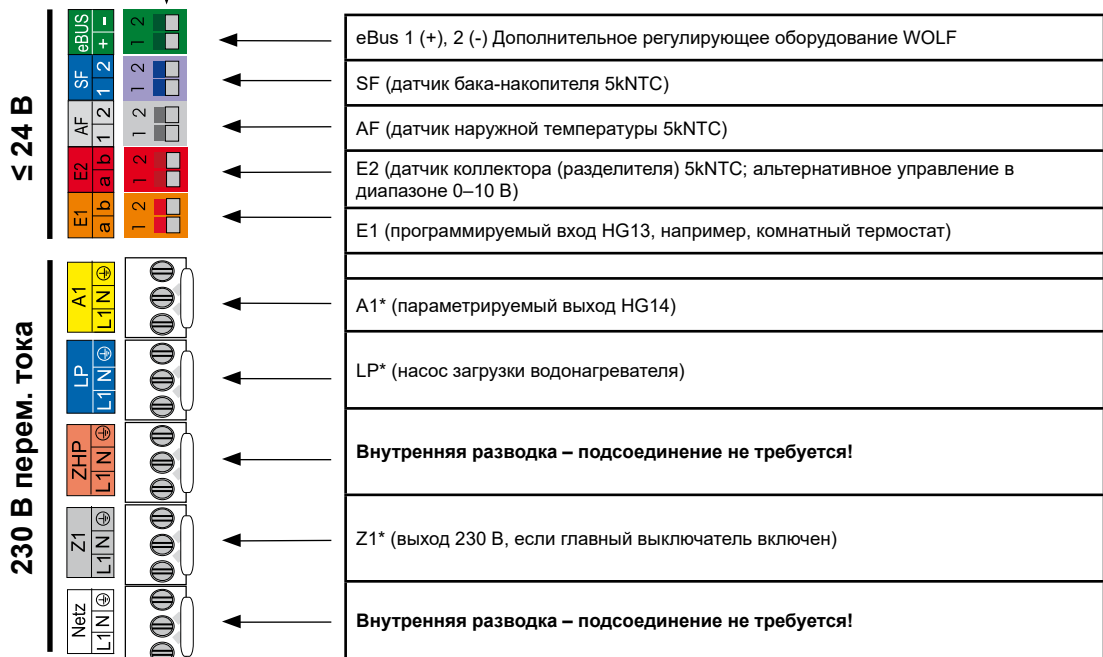 ≤ 24 В
eBUS
+ -
1 2
eBus 1 (+), 2 (-) Дополнительное регулирующее оборудование WOLF
SF
1 2
1 2
SF (датчик бака-накопителя 5kNTC)
AF
1 2
1 2
AF (датчик наружной температуры 5kNTC)
E2
a b
1 2
E2 (датчик коллектора (разделителя) 5kNTC; альтернативное управление в
диапазоне 0–10 В)
E1
a b
1 2
E1 (программируемый вход HG13, например, комнатный термостат)
230 В перем. тока
A1
L1 N
A1* (параметрируемый выход HG14)
LP
L1 N
LP* (насос загрузки водонагревателя)
ZHP
L1 N
Внутренняя разводка – подсоединение не требуется!
Z1
L1 N
Z1* (выход 230 В, если главный выключатель включен)
Netz
L1 N
Внутренняя разводка – подсоединение не требуется!